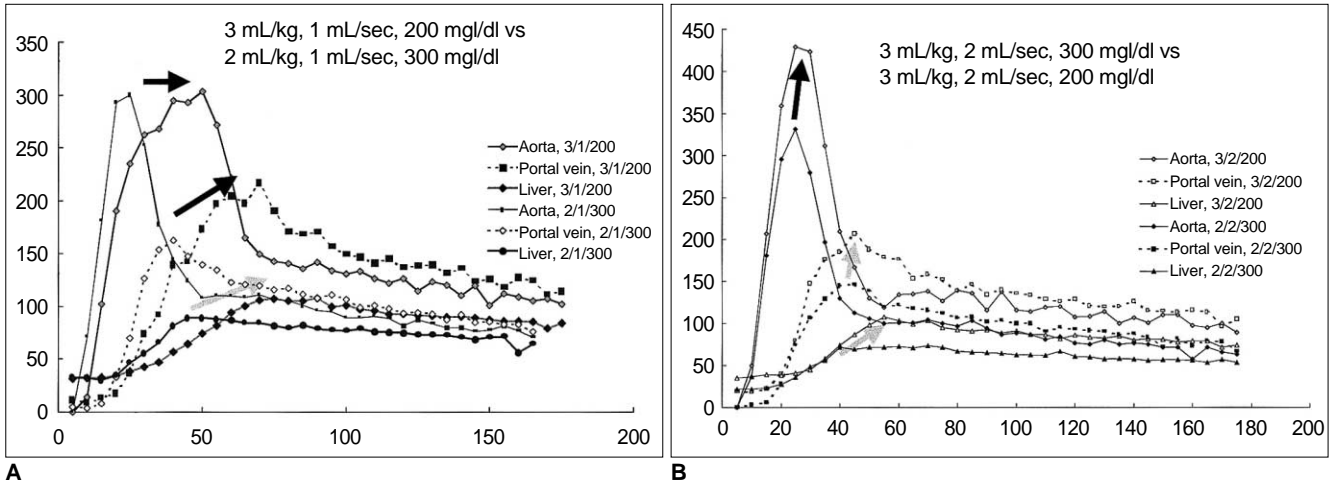 3 mL/kg, 1 mL/sec, 200 mgl/dl vs
2 mL/kg, 1 mL/sec, 300 mgl/dl
350
300
250
200
150
100
50
0
Aorta, 3/1/200
Portal vein, 3/1/200
Liver, 3/1/200
Aorta, 2/1/300
Portal vein, 2/1/300
Liver, 2/1/300
0 50 100 150 200
A
3 mL/kg, 2 mL/sec, 300 mgl/dl vs
3 mL/kg, 2 mL/sec, 200 mgl/dl
450
400
350
300
250
200
150
100
50
0
Aorta, 3/2/200
Portal vein, 3/2/200
Liver, 3/2/200
Aorta, 2/2/300
Portal vein, 2/2/300
Liver, 2/2/300
0 20 40 60 80 100 120 140 160 180 200
B